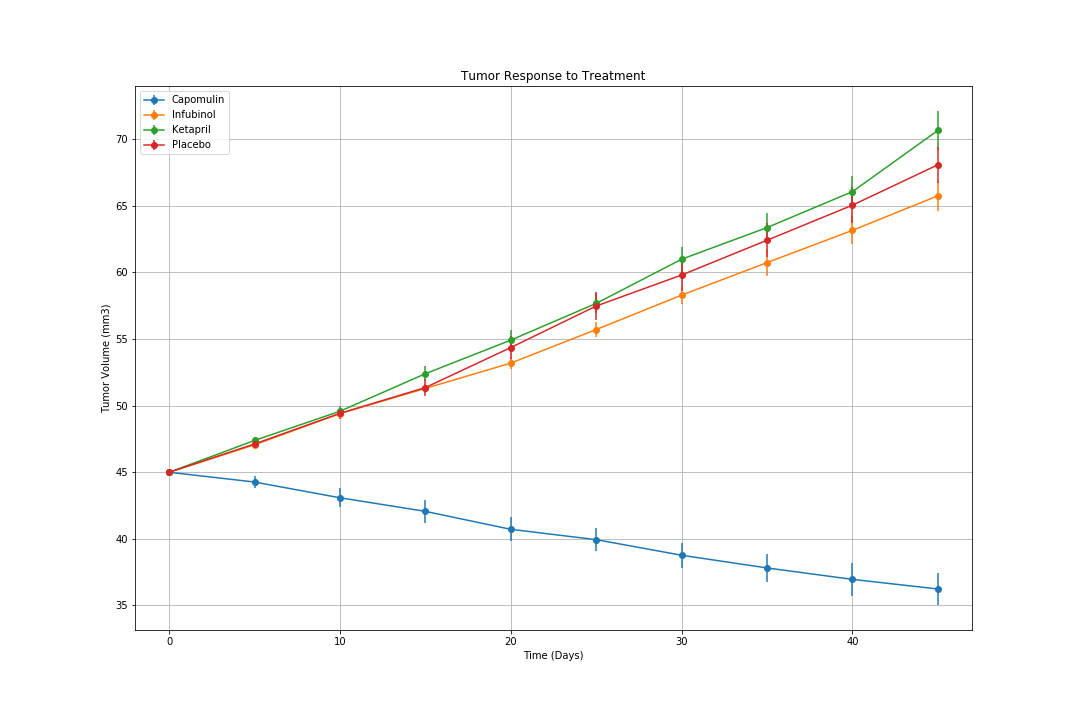 Tumor Response to Treatment
Capomulin
Infubinol
Ketapril
Placebo
70
65
60
55
50
45
40
35
Tumor Volume (mm3)
0 10 20 30 40
Time (Days)